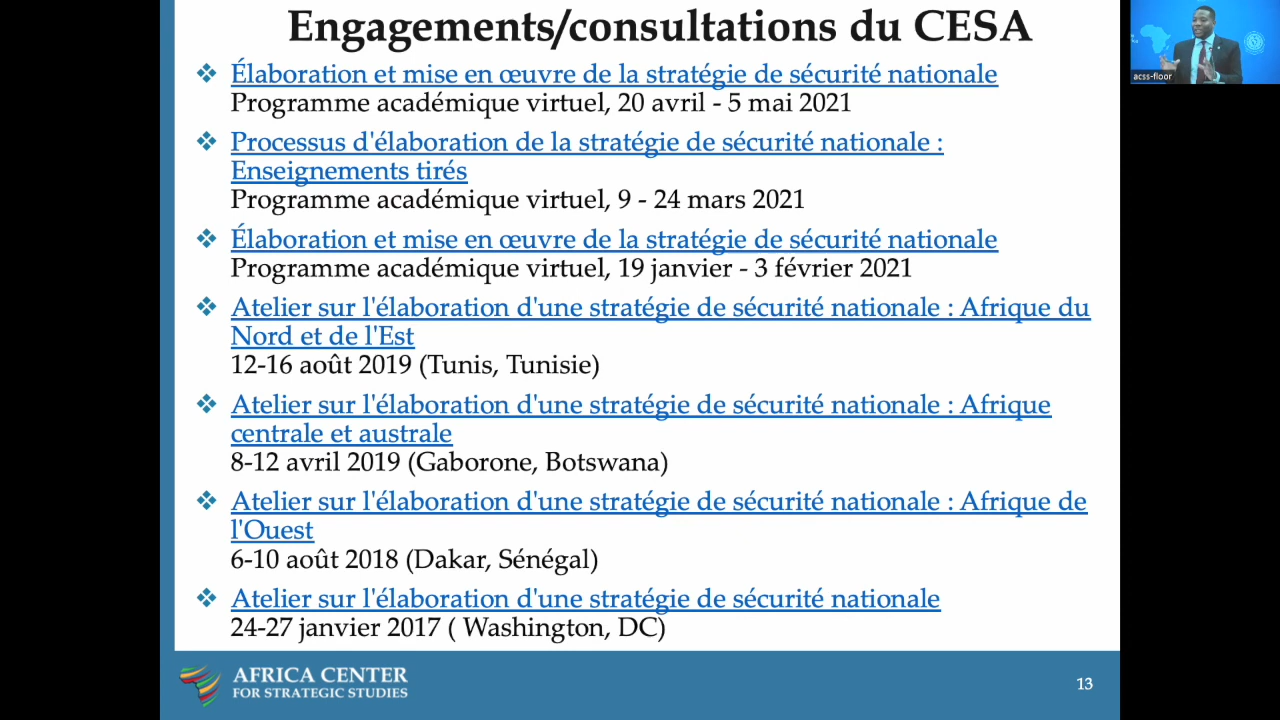 Engagements/consultations du CESA
❖ Élaboration et mise en œuvre de la stratégie de sécurité nationale
Programme académique virtuel, 20 avril - 5 mai 2021
❖ Processus d'élaboration de la stratégie de sécurité nationale :
Enseignements tirés
Programme académique virtuel, 9 - 24 mars 2021
❖ Élaboration et mise en œuvre de la stratégie de sécurité nationale
Programme académique virtuel, 19 janvier - 3 février 2021
❖ Atelier sur l'élaboration d'une stratégie de sécurité nationale : Afrique du
Nord et de l'Est
12-16 août 2019 (Tunis, Tunisie)
❖ Atelier sur l'élaboration d'une stratégie de sécurité nationale : Afrique
centrale et australe
8-12 avril 2019 (Gaborone, Botswana)
❖ Atelier sur l'élaboration d'une stratégie de sécurité nationale : Afrique de
l'Ouest
6-10 août 2018 (Dakar, Sénégal)
❖ Atelier sur l'élaboration d'une stratégie de sécurité nationale
24-27 janvier 2017 ( Washington, DC)
AFRICA CENTER
FOR STRATEGIC STUDIES
13
acss-floor